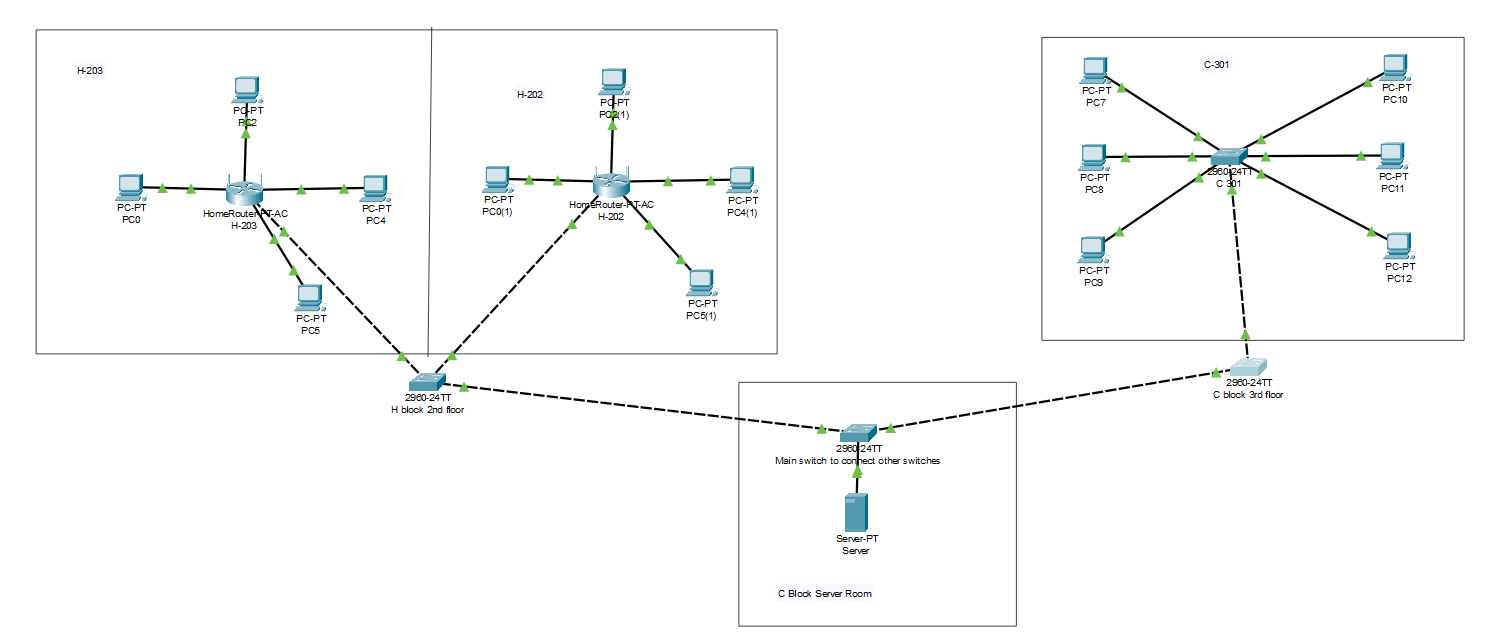 H-203
PC-PT
PC2
PC-PT
PC0
HomeRouter-PT-AC
H-203
PC-PT
PC4
PC-PT
PC5
H-202
PC-PT
PC2(1)
PC-PT
PC0(1)
HomeRouter-PT-AC
H-202
PC-PT
PC4(1)
PC-PT
PC5(1)
C-301
PC-PT
PC7
PC-PT
PC10
PC-PT
PC8
2960-24TT
C 301
PC-PT
PC11
PC-PT
PC9
PC-PT
PC12
2960-24TT
H block 2nd floor
2960-24TT
C block 3rd floor
2960-24TT
Main switch to connect other switches
Server-PT
Server
C Block Server Room